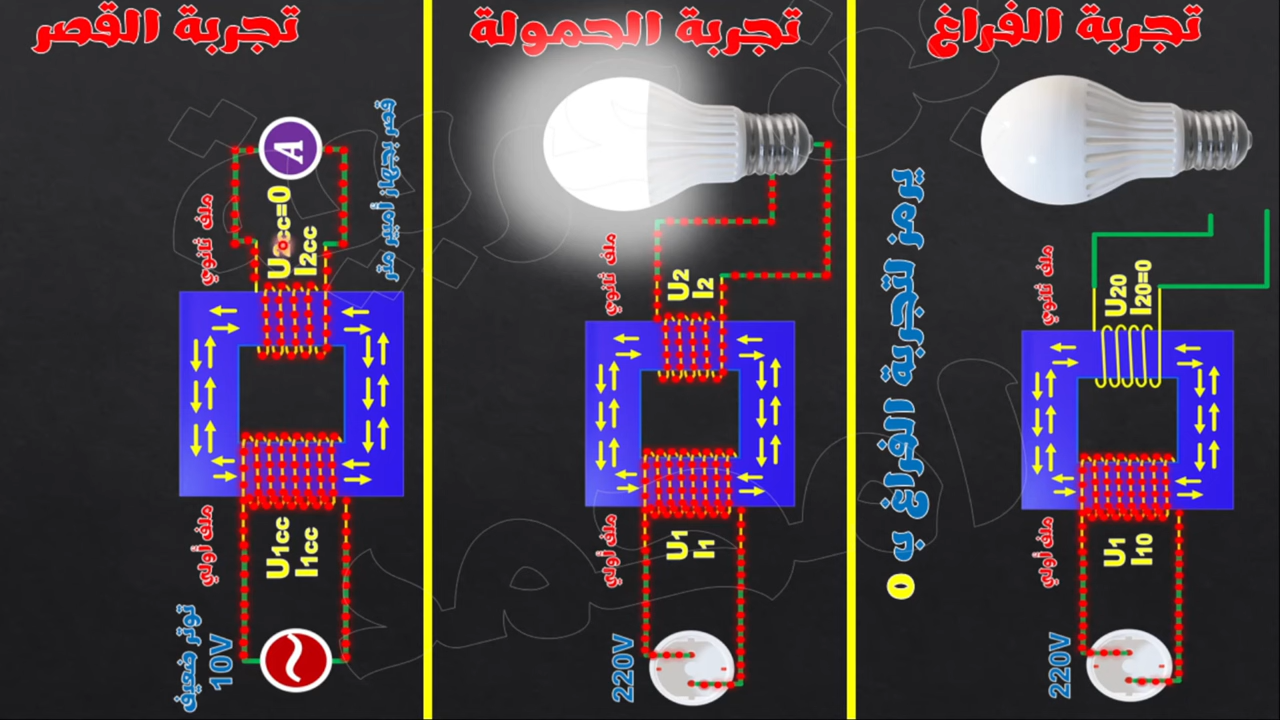 تجربة الفراغ
يرمز لتجربة الفراغ ب 0
ملف ثانوي
U20
I20=0
ملف أولي
U1
I10
220V
تجربة الحمولة
ملف ثانوي
U2
I2
ملف أولي
U1
I1
220V
تجربة القصر
A
قصر بجهاز أمبير متر
ملف ثانوي
U2cc=0
I2cc
ملف أولي
U1cc
I1cc
توتر ضعيف
10V